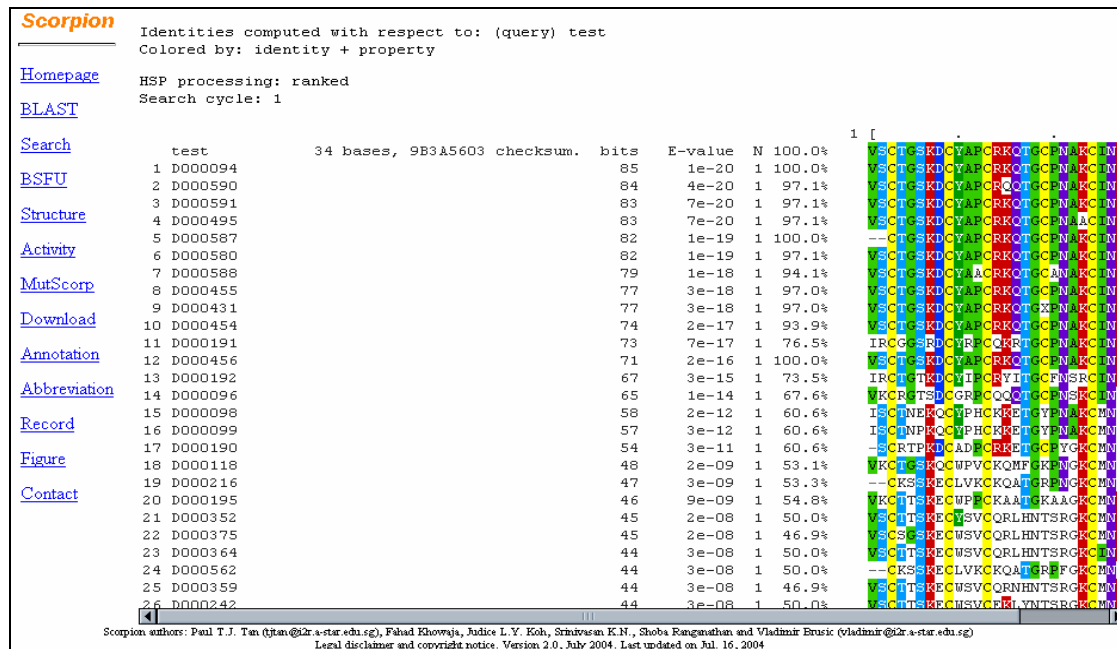 Scorpion
Homepage
BLAST
Search
BSFU
Structure
Activity
MutScorp
Download
Annotation
Abbreviation
Record
Figure
Contact
Identities computed with respect to: (query) test
Colored by: identity + property
HSP processing: ranked
Search cycle: 1
1 [ . .
test 34 bases, 9B3A5603 checksum. bits E-value N 100.0% VSCTGSKDCYAPCRKQTGCPNAKCIN
1 D000094 85 1e-20 1 100.0% VSCTGSKDCYAPCRKQTGCPNAKCIN
2 D000590 84 4e-20 1 97.1% VSCTGSKDCYAPCRQQTGCPNAKCIN
3 D000591 83 7e-20 1 97.1% VSCTGSKDCYAPCRKQTGCPNAKCIN
4 D000495 83 7e-20 1 97.1% VSCTGSKDCYAPCRKQTGCPNAACIN
5 D000587 82 1e-19 1 100.0% --CTGSKDCYAPCRKQTGCPNAKCIN
6 D000580 82 1e-19 1 97.1% VSCTGSKDCYAPCRKQTGCPNAKCIN
7 D000588 79 1e-18 1 94.1% VSCTGSKDCYAACRKQTGCANAKCIN
8 D000455 77 3e-18 1 97.0% VSCTGSKDCYAPCRKQTGCPNAKCIN
9 D000431 77 3e-18 1 97.0% VSCTGSKDCYAPCRKQTGXPNAKCIN
10 D000454 74 2e-17 1 93.9% VSCTGSKDCYAPCRKQTGCPNAKCIN
11 D000191 73 7e-17 1 76.5% IRCGGSRDCYRPCQKRTGCPNAKCIN
12 D000456 71 2e-16 1 100.0% VSCTGSKDCYAPCRKQTGCPNAKCIN
13 D000192 67 3e-15 1 73.5% IRCTGTKDCYIPCRYITGCFNSRCIN
14 D000096 65 1e-14 1 67.6% VKCRGTSDCGRPCQQQTGCPNSKCIN
15 D000098 58 2e-12 1 60.6% ISCTNEKQCYPHCKKETGYPNAKCMN
16 D000099 57 3e-12 1 60.6% ISCTNPKQCYPHCKKETGYPNAKCMN
17 D000190 54 3e-11 1 60.6% -SCRTPKDCADPCRKETGCPYGKCMN
18 D000118 48 2e-09 1 53.1% VKCTGSKQCWPVCKQMFGKPNGKCMN
19 D000216 47 3e-09 1 53.3% --CKSSKECLVKCKQATGRPNGKCMN
20 D000195 46 9e-09 1 54.8% VKCTTSKECWPPCKAATGKAAGKCMN
21 D000352 45 2e-08 1 50.0% VSCTTSKECYSVCQRLHNTSRGKCMN
22 D000375 45 2e-08 1 46.9% VSCSGSKECWSVCQRLHNTSRGKCMN
23 D000364 44 3e-08 1 50.0% VSCTTSKECWSVCQRLHNTSRGKCIN
24 D000562 44 3e-08 1 50.0% --CKSSKECLVKCKQATGRPFGKCMN
25 D000359 44 3e-08 1 46.9% VSCTTSKECWSVCQRNHNTSRGKCMN
26 D000242 44 3e-08 1 50.0% VSCTTSKECWSVCEKLYNTSRGKCMN
Scorpion authors: Paul T.J. Tan (tjtan@i2r.a-star.edu.sg), Fahad Khowaja, Judice L.Y. Koh, Srinivasan K.N., Shoba Ranganathan and Vladimir Brusic (vladimir@i2r.a-star.edu.sg)
Legal disclaimer and copyright notice. Version 2.0, July 2004. Last updated on Jul. 16, 2004